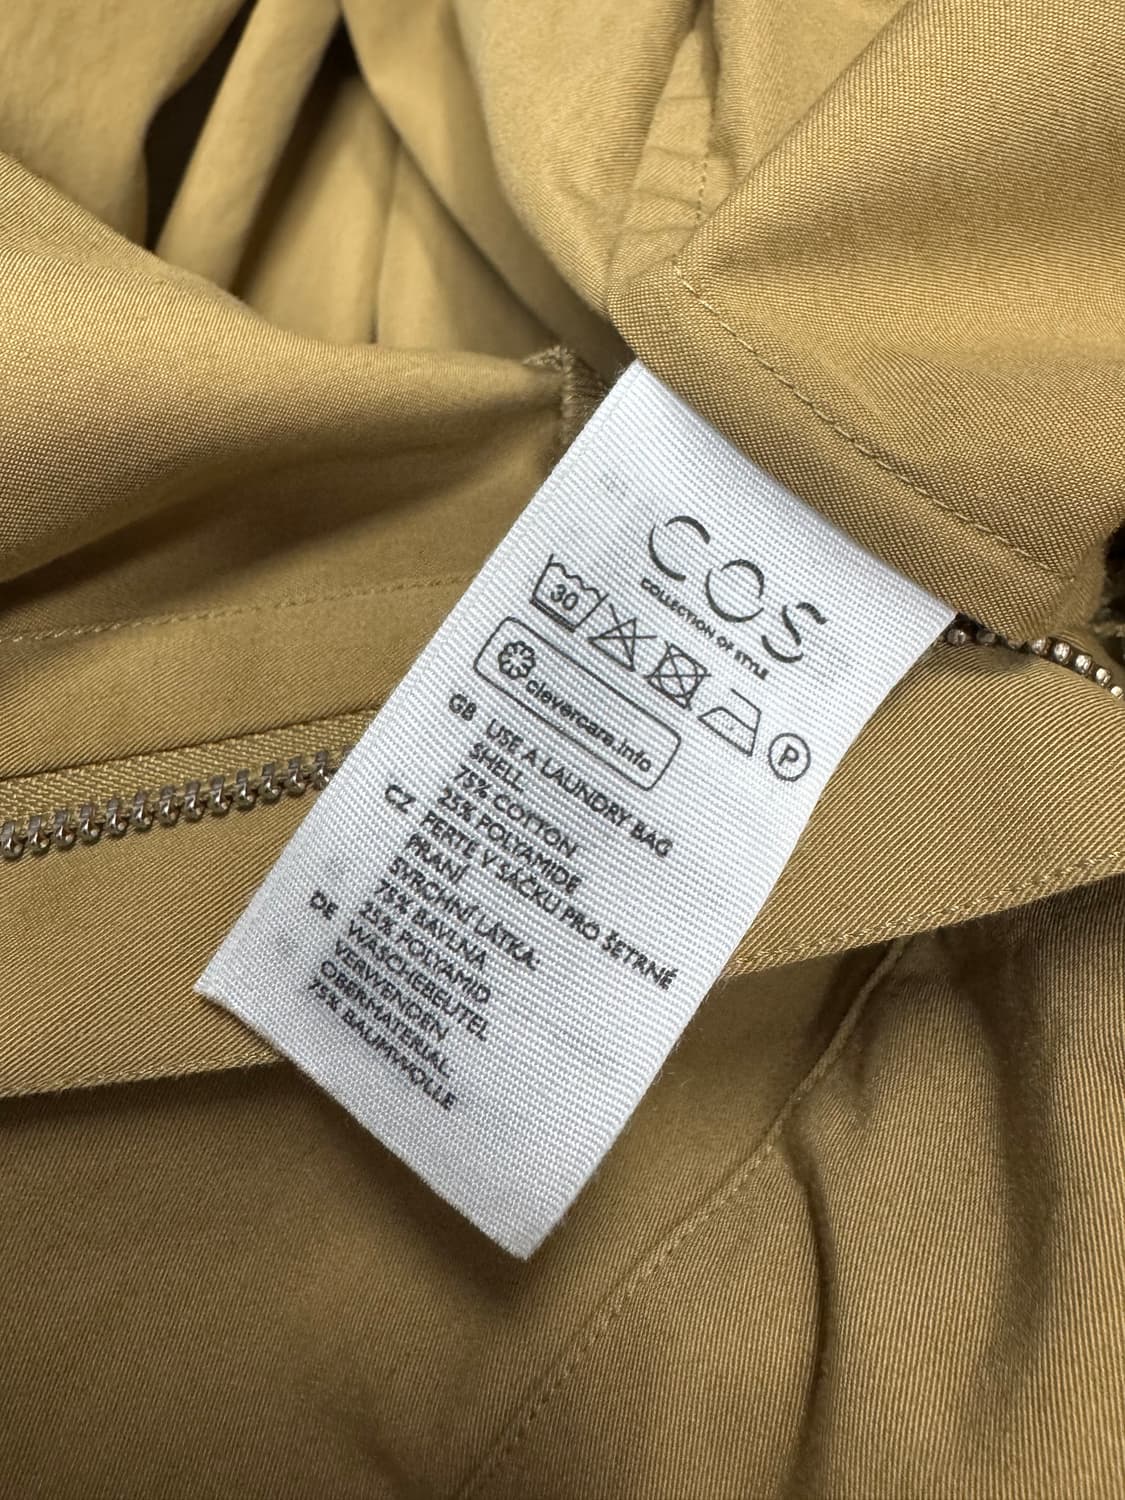 COS
COLLECTION OF STYLE
30
P
clevercare.info
GB USE A LAUNDRY BAG
SHELL
75% COTTON
25% POLYAMIDE
CZ PERTE V SÁČKU PRO ŠETRNÉ
PRANÍ
SVRCHNÍ LÁTKA:
75% BAVLNA
25% POLYAMID
DE WÄSCHEBEUTEL
VERWENDEN
OBERMATERIAL
75% BAUMWOLLE